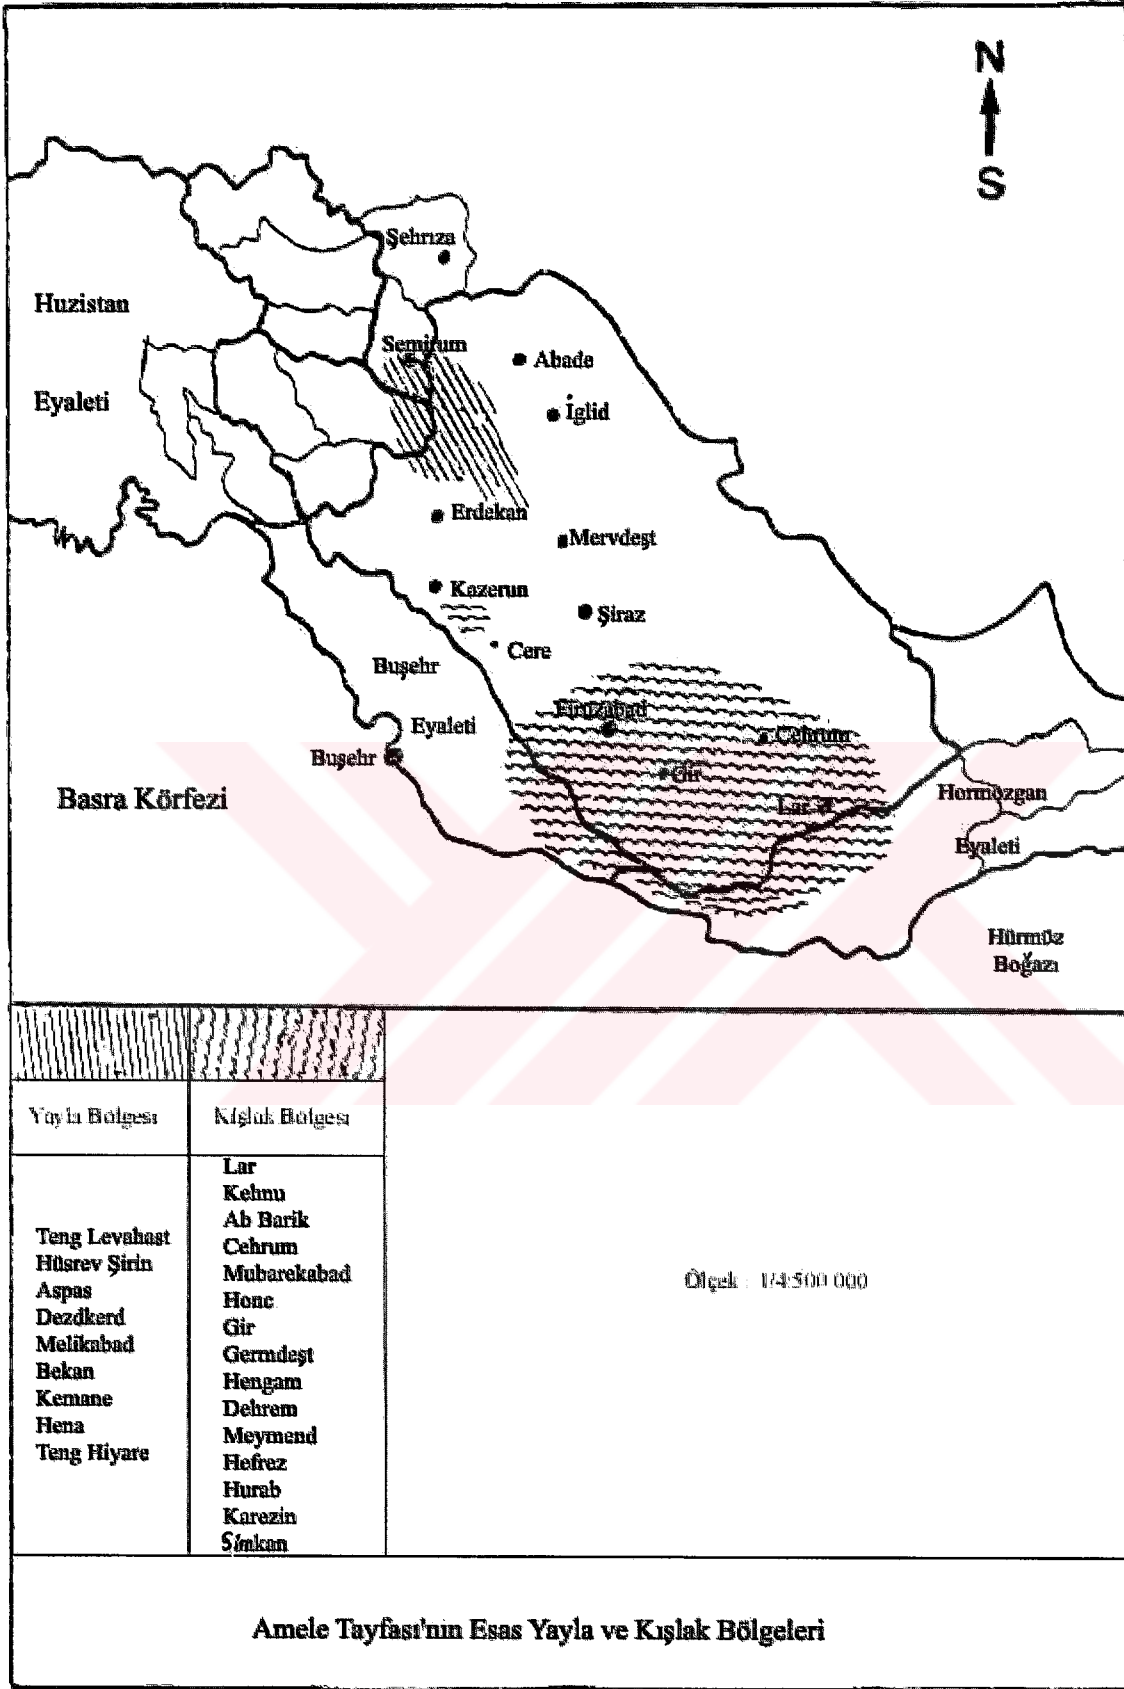 N
S
Şehrıza
Huzistan
Semirum
Abade
Eyaleti
İglid
Erdekan
Mervdeşt
Kazerun
Şiraz
Cere
Buşehr
Firuzabad
Eyaleti
Cehrum
Buşehr
Gir
Basra Körfezi
Hormozgan
Lar
Eyaleti
Hürmüz
Boğazı
Yayla Bölgesi
Kışlak Bölgesi
Teng Levahast
Hüsrev Şirin
Aspas
Dezdkerd
Melikabad
Bekan
Kemane
Hena
Teng Hiyare
Lar
Kehnu
Ab Barik
Cehrum
Mubarekabad
Honc
Gir
Germdeşt
Hengam
Dehrem
Meymend
Hefrez
Hurab
Karezin
Simkan
Ölçek : 1/4.500 000
Amele Tayfası'nın Esas Yayla ve Kışlak Bölgeleri